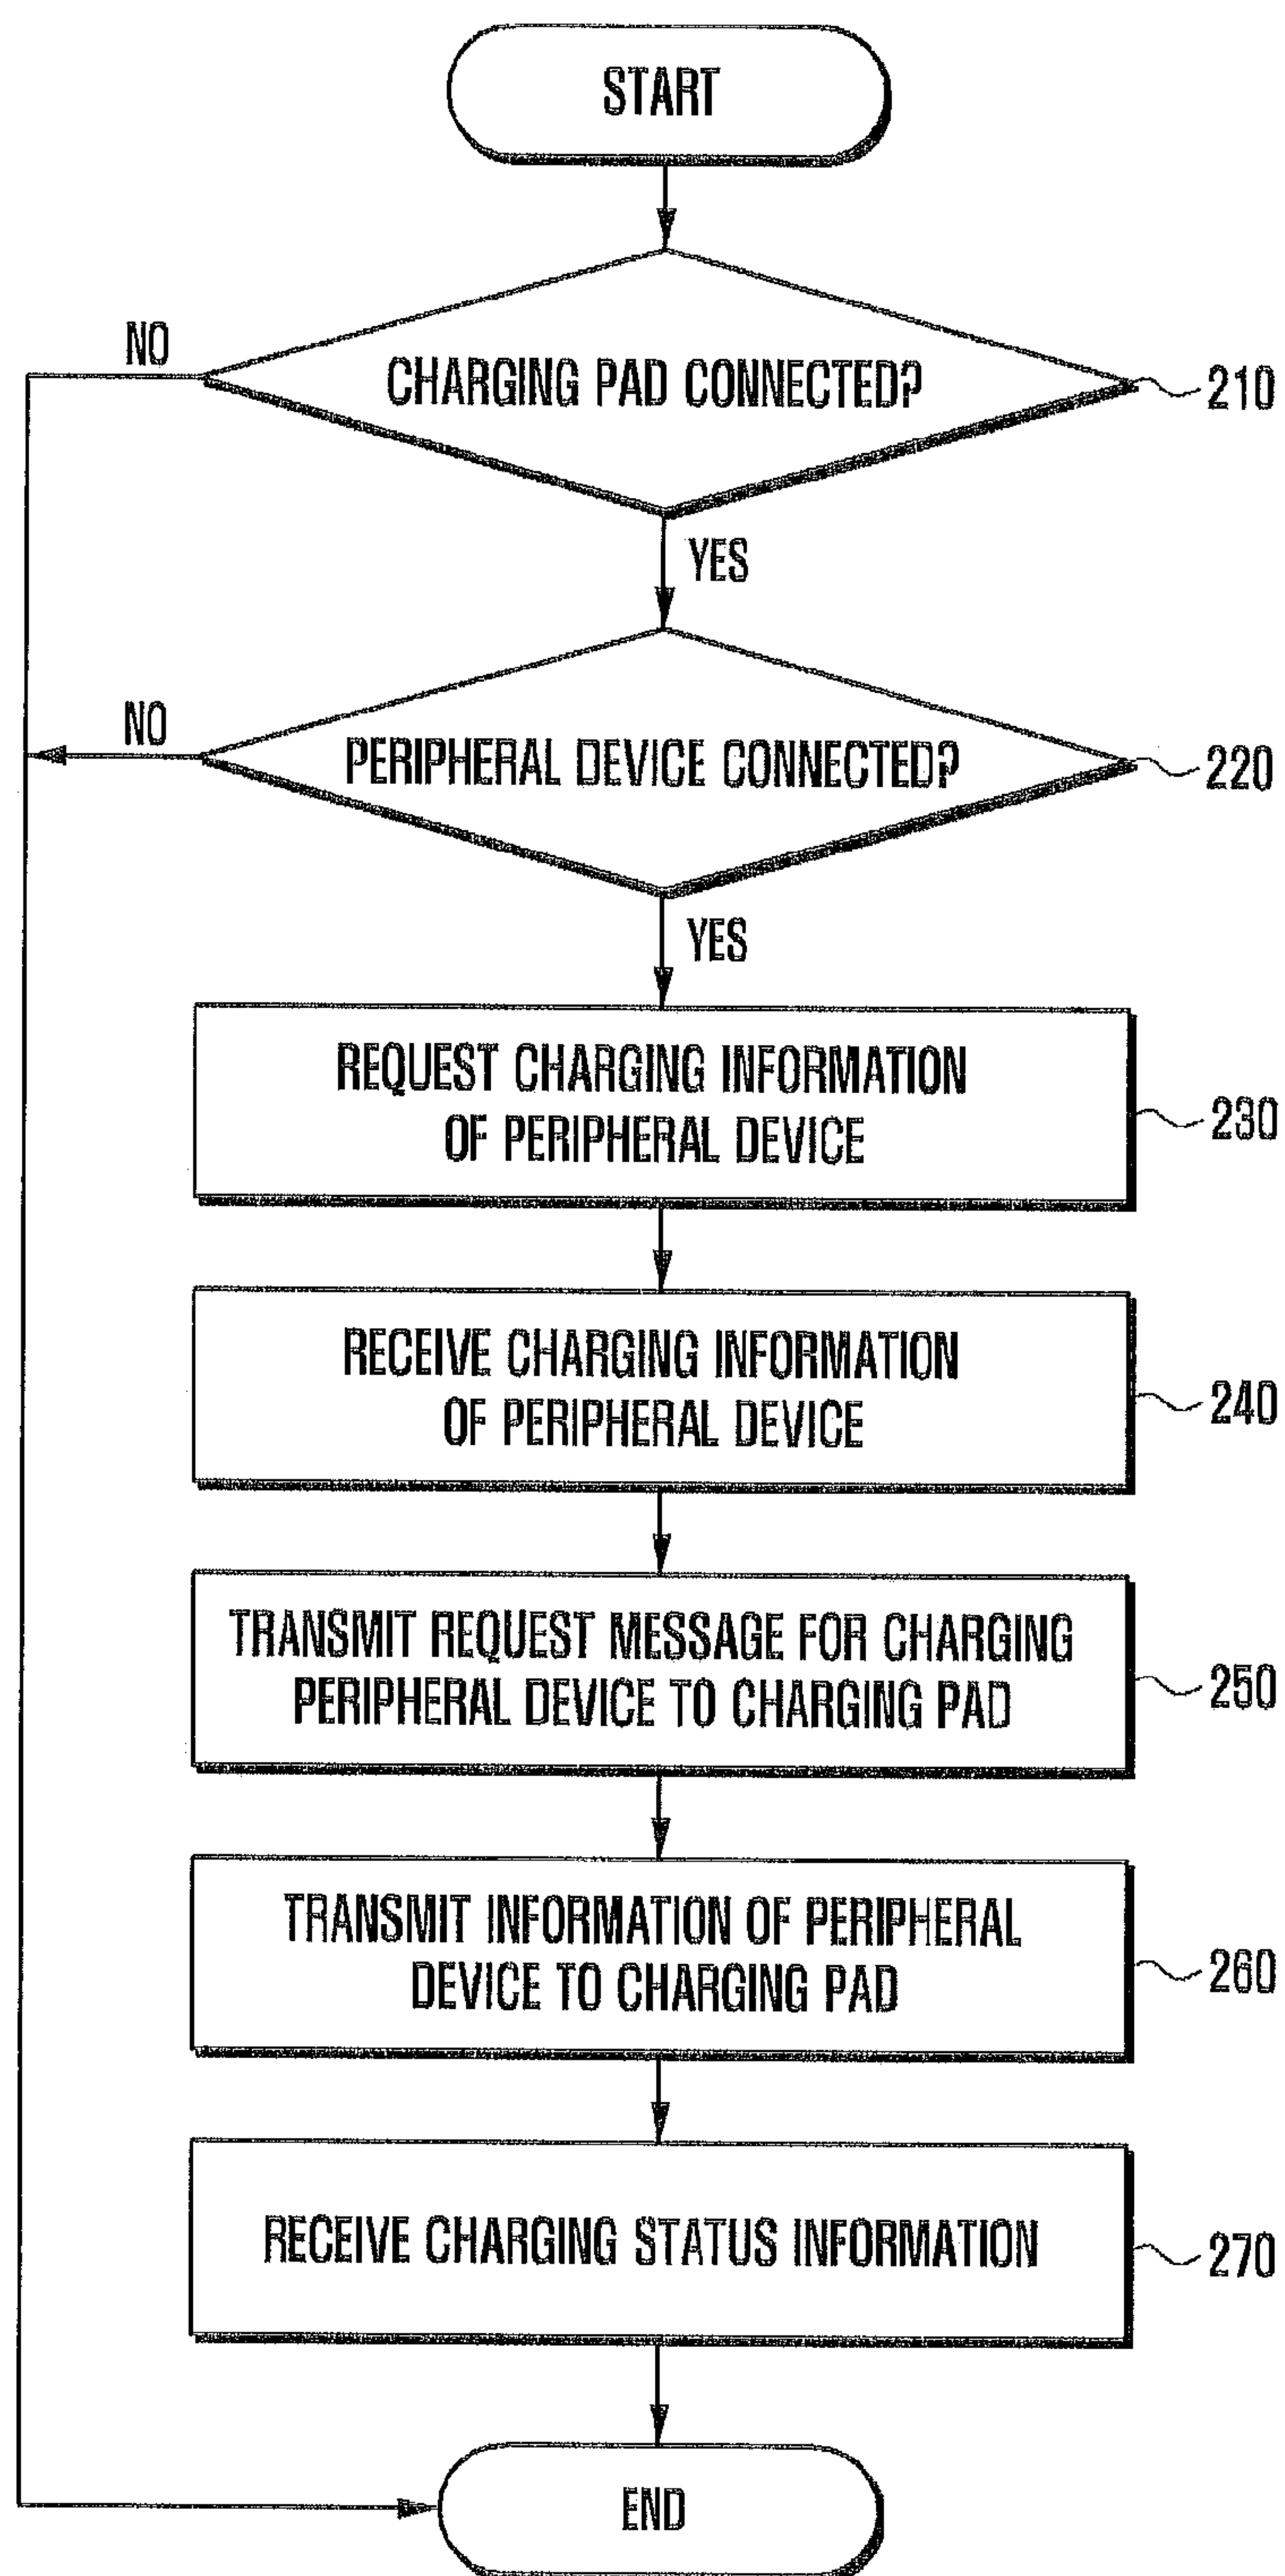 START
NO
CHARGING PAD CONNECTED?
210
YES
NO
PERIPHERAL DEVICE CONNECTED?
220
YES
REQUEST CHARGING INFORMATION
OF PERIPHERAL DEVICE
230
RECEIVE CHARGING INFORMATION
OF PERIPHERAL DEVICE
240
TRANSMIT REQUEST MESSAGE FOR CHARGING
PERIPHERAL DEVICE TO CHARGING PAD
250
TRANSMIT INFORMATION OF PERIPHERAL
DEVICE TO CHARGING PAD
260
RECEIVE CHARGING STATUS INFORMATION
270
END